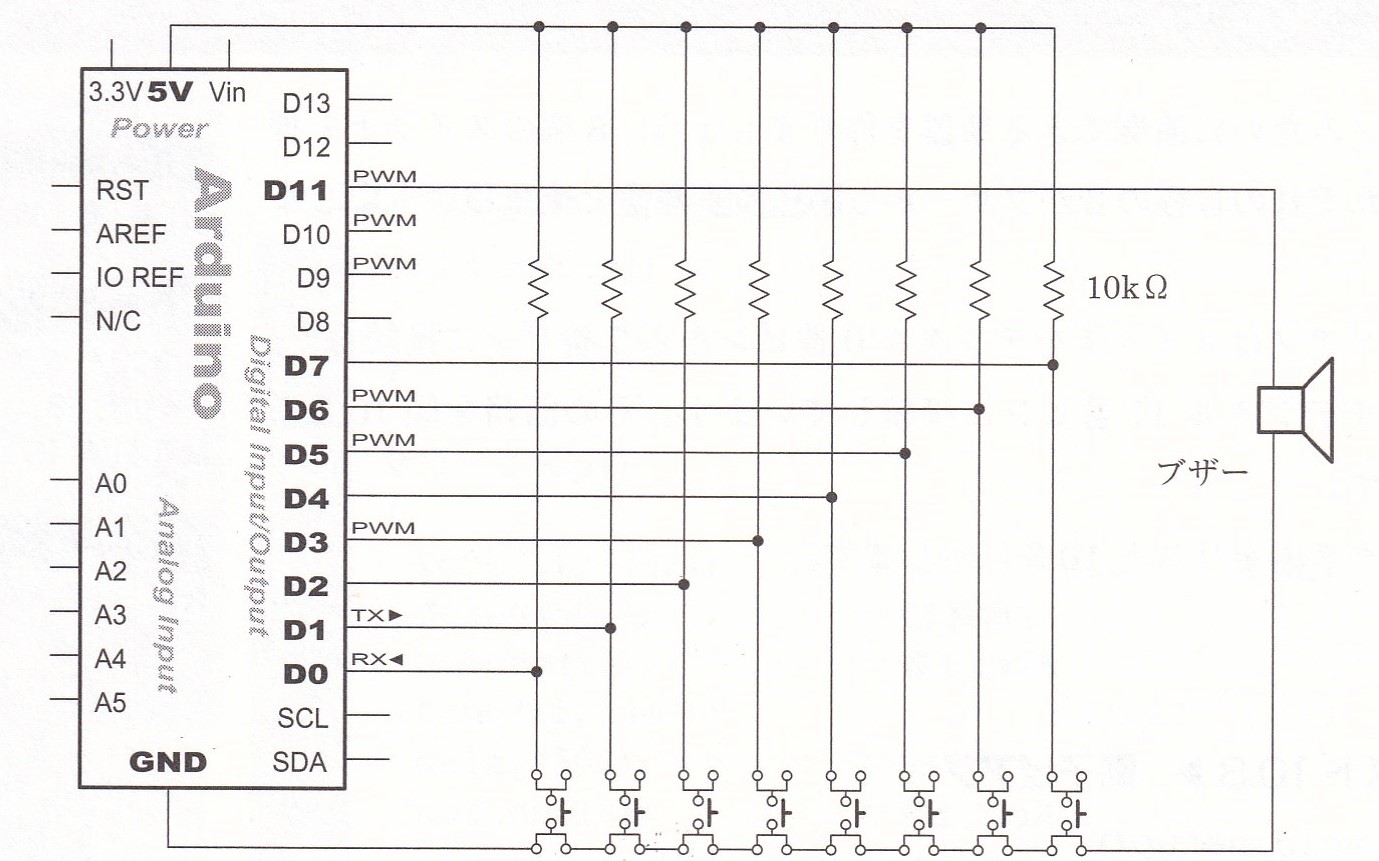 3.3V 5V Vin
Power
Arduino
Digital Input/Output
Analog Input
RST
AREF
IO REF
N/C
A0
A1
A2
A3
A4
A5
GND
D13
D12
D11 PWM
D10 PWM
D9 PWM
D8
D7
D6 PWM
D5 PWM
D4
D3 PWM
D2
D1 TX►
D0 RX◄
SCL
SDA
10kΩ
ブザー